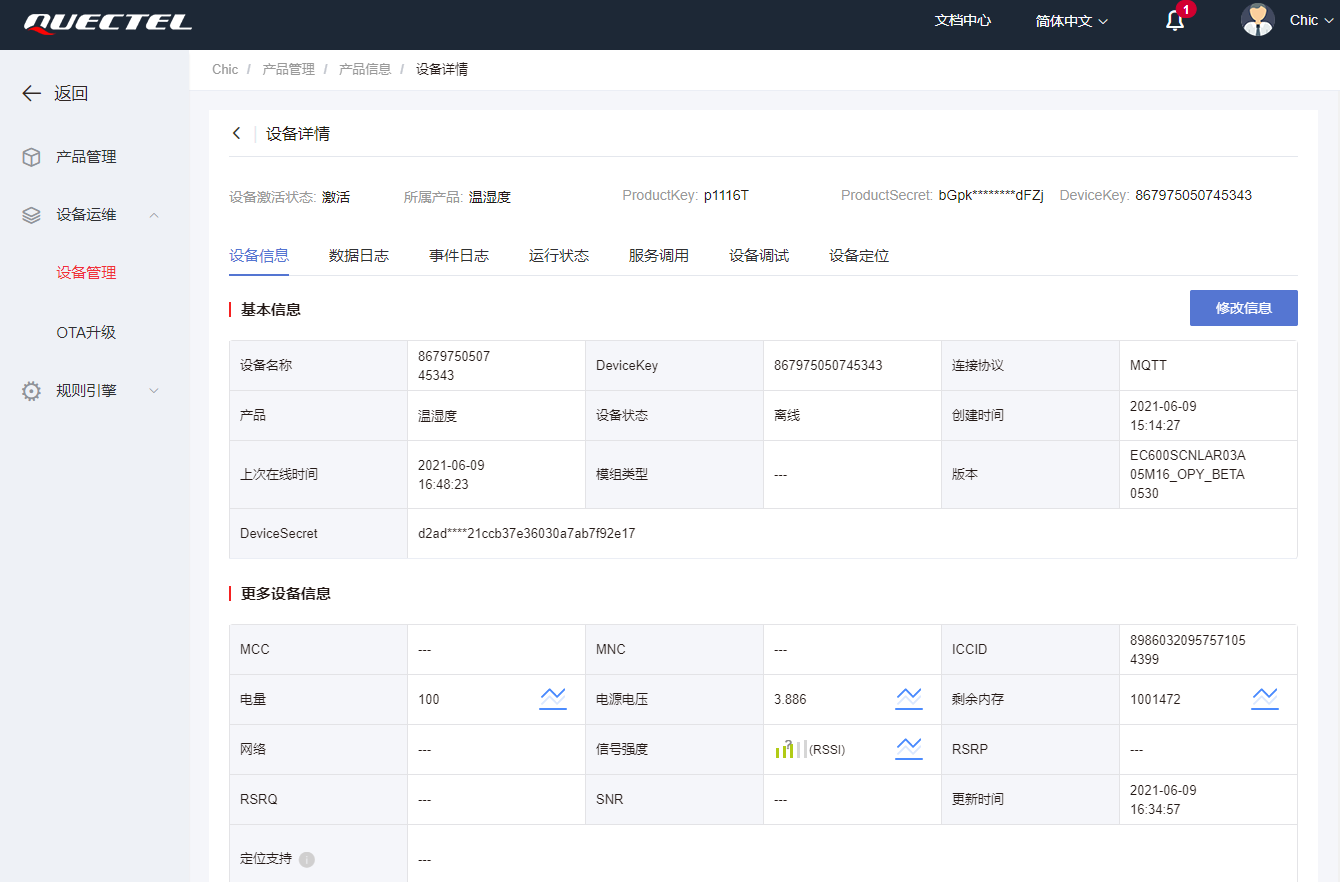 QUECTEL
文档中心
简体中文
1
Chic
返回
产品管理
设备运维
设备管理
OTA升级
规则引擎
Chic / 产品管理 / 产品信息 / 设备详情
设备详情
设备激活状态: 激活
所属产品: 温湿度
ProductKey: p1116T
ProductSecret: bGpk********dFZj
DeviceKey: 867975050745343
设备信息
数据日志
事件日志
运行状态
服务调用
设备调试
设备定位
基本信息
修改信息
设备名称
8679750507
45343
DeviceKey
867975050745343
连接协议
MQTT
产品
温湿度
设备状态
离线
创建时间
2021-06-09
15:14:27
上次在线时间
2021-06-09
16:48:23
模组类型
---
版本
EC600SCNLAR03A
05M16_OPY_BETA
0530
DeviceSecret
d2ad****21ccb37e36030a7ab7f92e17
更多设备信息
MCC
---
MNC
---
ICCID
8986032095757105
4399
电量
100
电源电压
3.886
剩余内存
1001472
网络
---
信号强度
?
(RSSI)
RSRP
---
RSRQ
---
SNR
---
更新时间
2021-06-09
16:34:57
定位支持
---